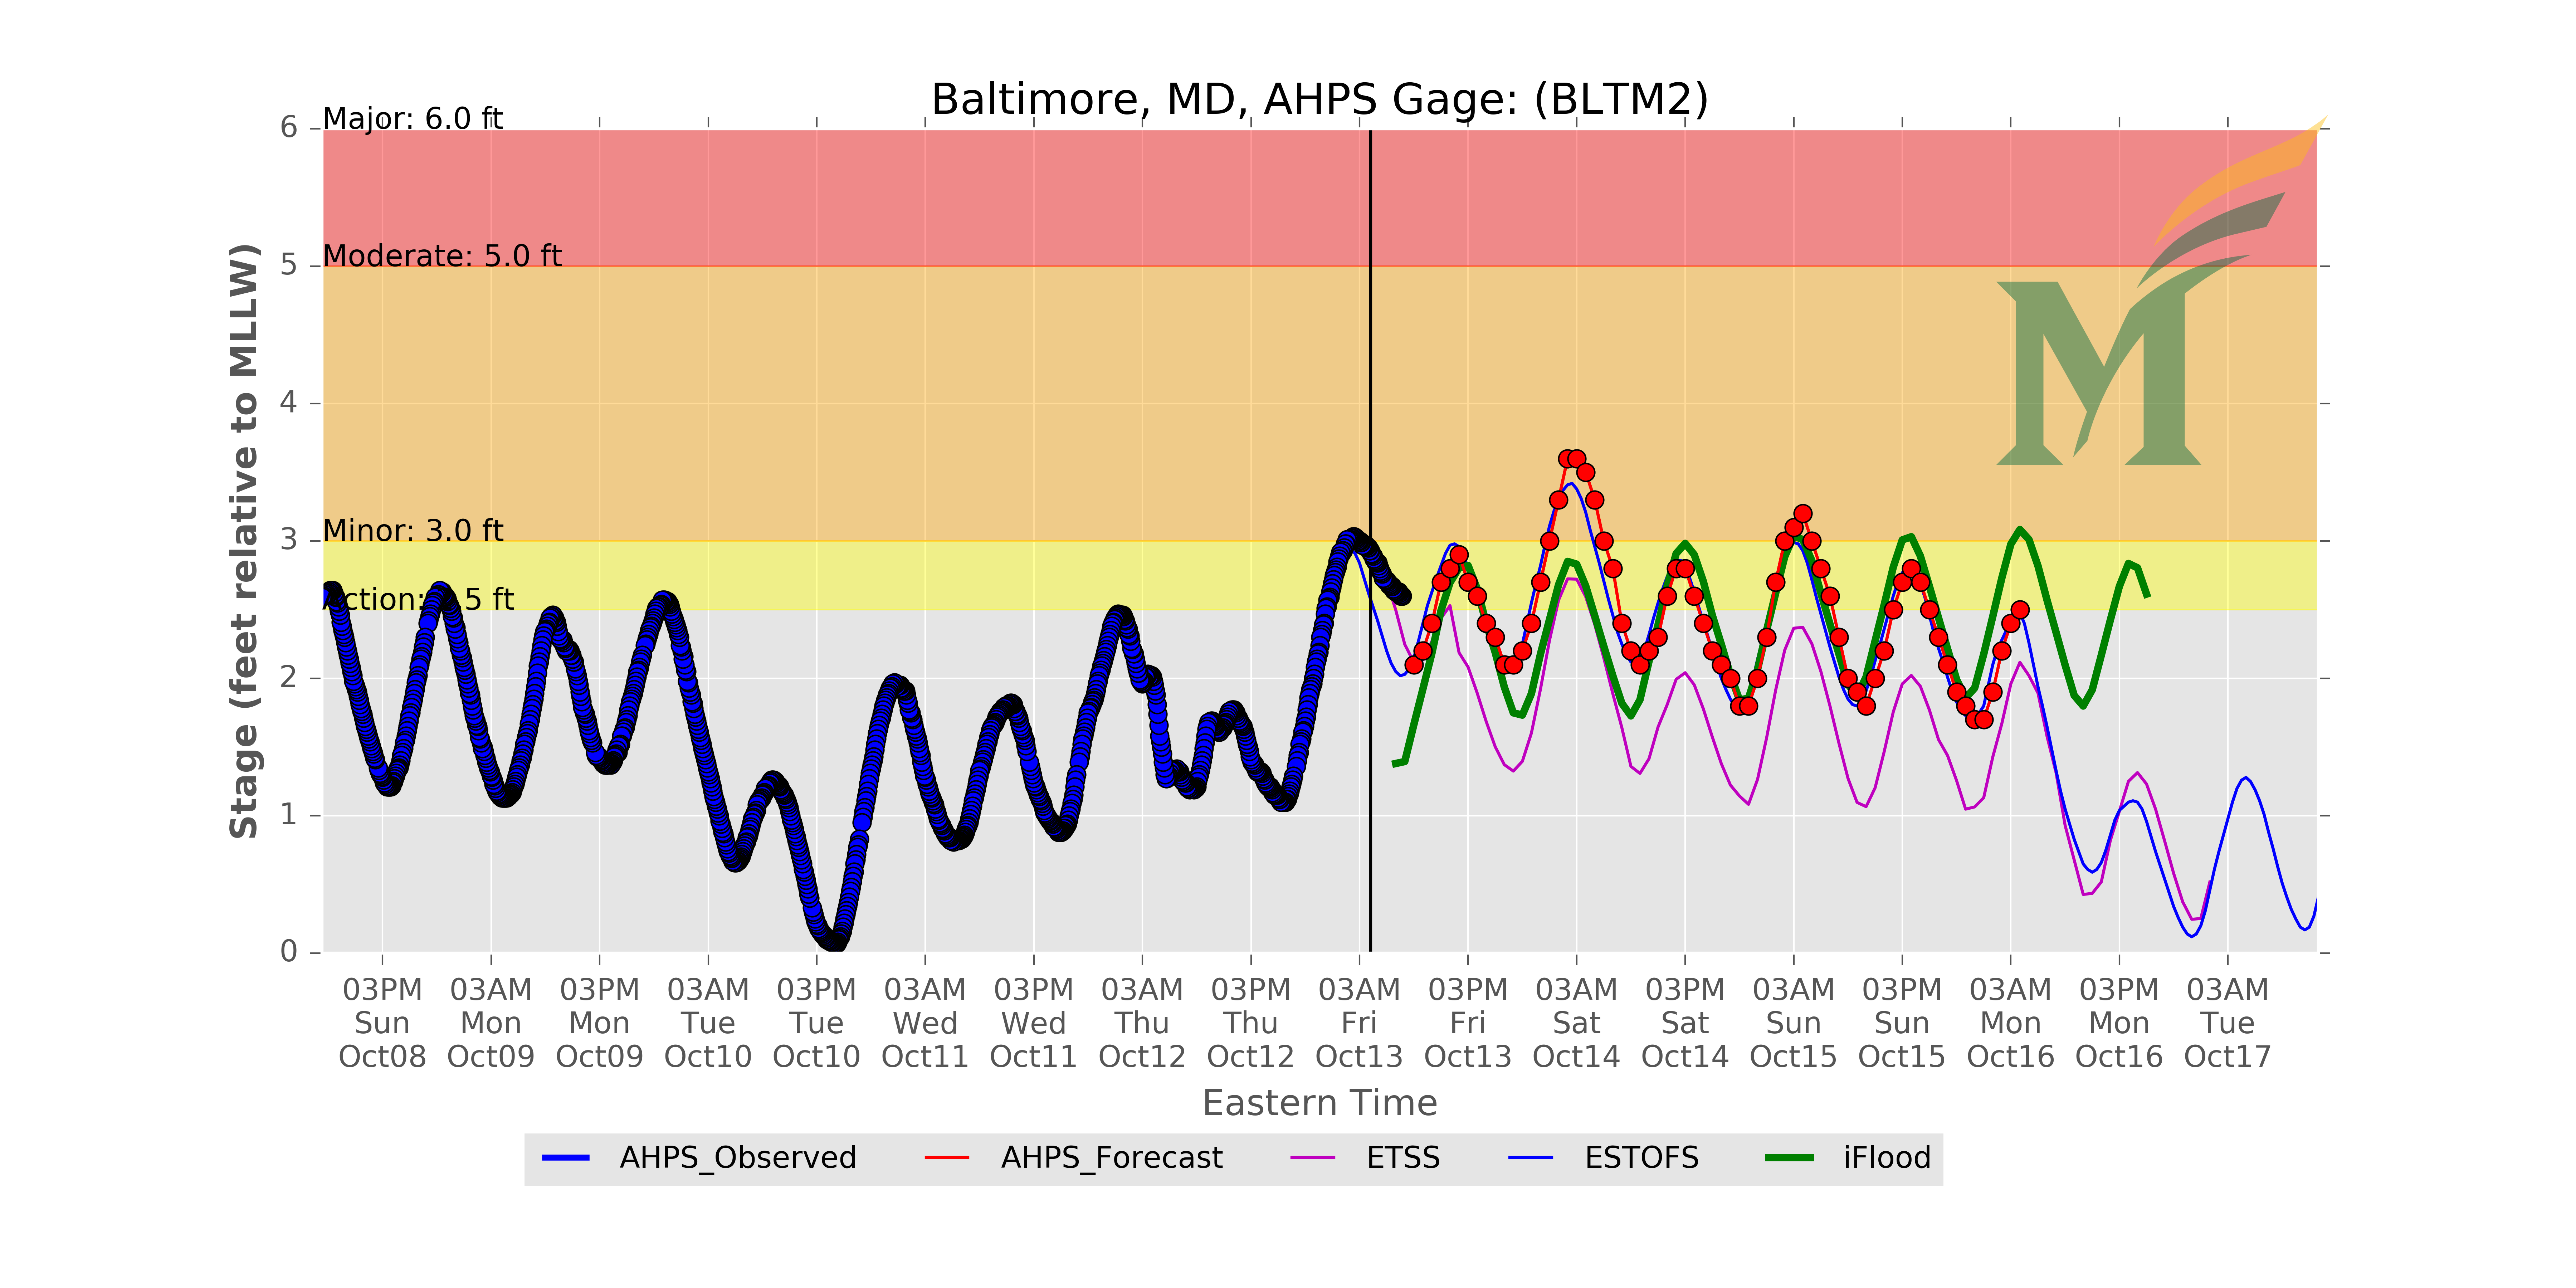 Baltimore, MD, AHPS Gage: (BLTM2)
Major: 6.0 ft
Moderate: 5.0 ft
Minor: 3.0 ft
5 ft
Stage (feet relative to MLLW)
6
5
4
3
2
1
0
03PM 03AM 03PM 03AM 03PM 03AM 03PM 03AM 03PM 03AM 03PM 03AM 03PM 03AM 03PM 03AM 03PM 03AM
Sun Mon Mon Tue Tue Wed Wed Thu Thu Fri Fri Sat Sat Sun Sun Mon Mon Tue
Oct08 Oct09 Oct09 Oct10 Oct10 Oct11 Oct11 Oct12 Oct12 Oct13 Oct13 Oct14 Oct14 Oct15 Oct15 Oct16 Oct16 Oct17
Eastern Time
AHPS_Observed AHPS_Forecast ETSS ESTOFS iFlood
M